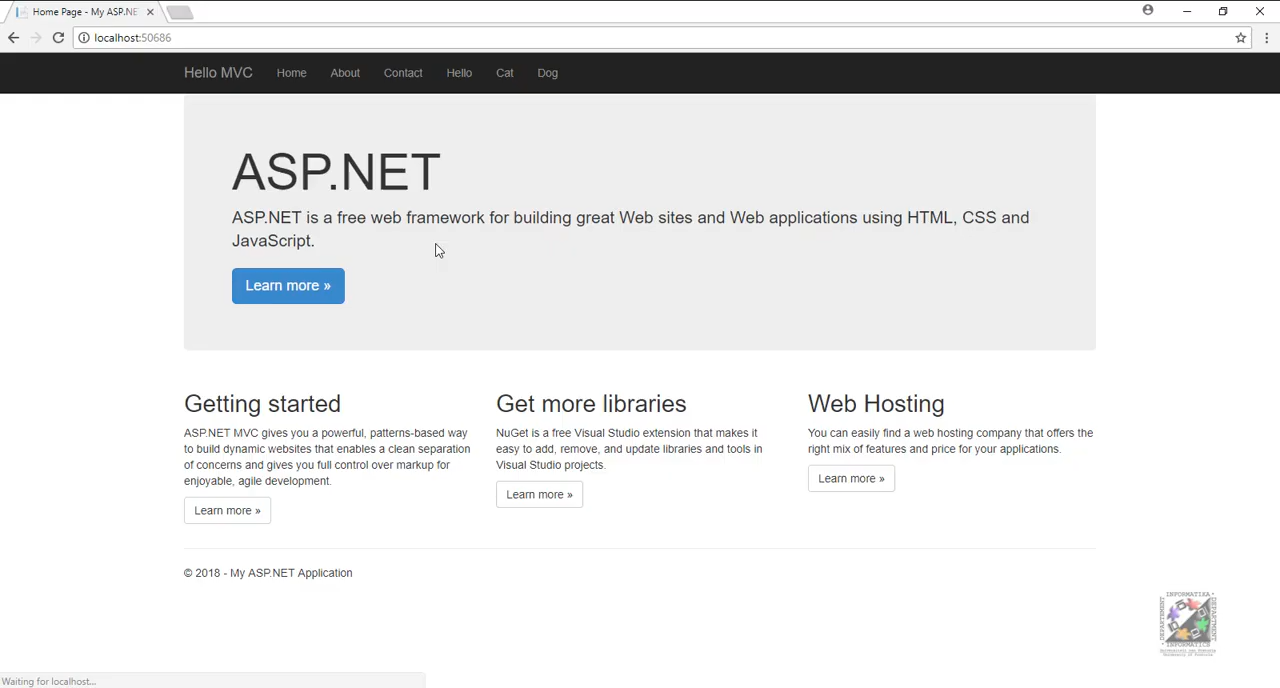 Home Page - My ASP.NE
localhost:50686
Hello MVC Home About Contact Hello Cat Dog
ASP.NET
ASP.NET is a free web framework for building great Web sites and Web applications using HTML, CSS and
JavaScript.
Learn more »
Getting started
ASP.NET MVC gives you a powerful, patterns-based way
to build dynamic websites that enables a clean separation
of concerns and gives you full control over markup for
enjoyable, agile development.
Learn more »
Get more libraries
NuGet is a free Visual Studio extension that makes it
easy to add, remove, and update libraries and tools in
Visual Studio projects.
Learn more »
Web Hosting
You can easily find a web hosting company that offers the
right mix of features and price for your applications.
Learn more »
© 2018 - My ASP.NET Application
INFORMATIKA
DEPARTEMENT
DEPARTMENT
INFORMATICS
Waiting for localhost...